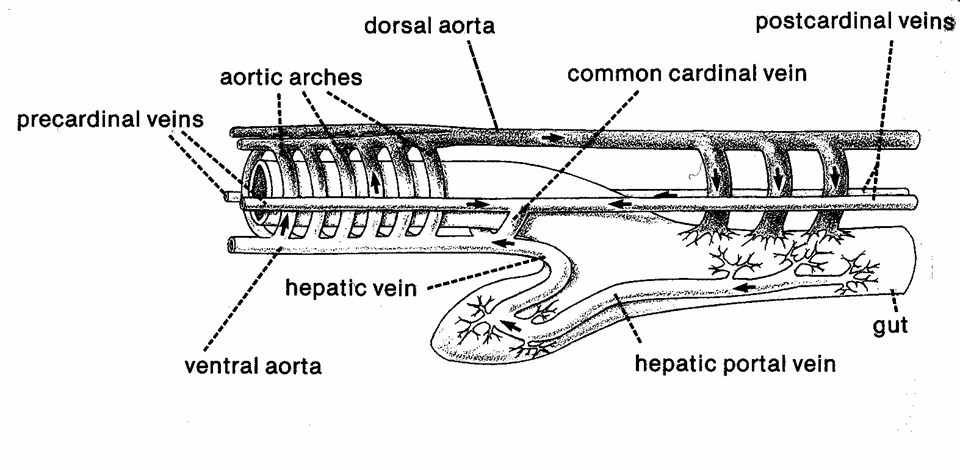 postcardinal veins
dorsal aorta
aortic arches
common cardinal vein
precardinal veins
hepatic vein
gut
ventral aorta
hepatic portal vein